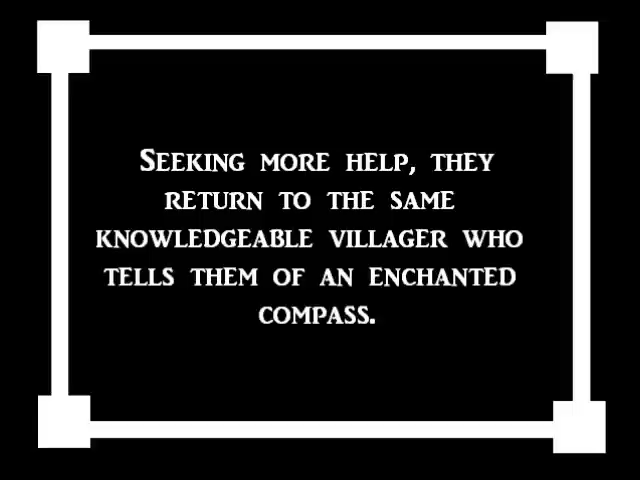 Seeking more help, they
return to the same
knowledgeable villager who
tells them of an enchanted
compass.